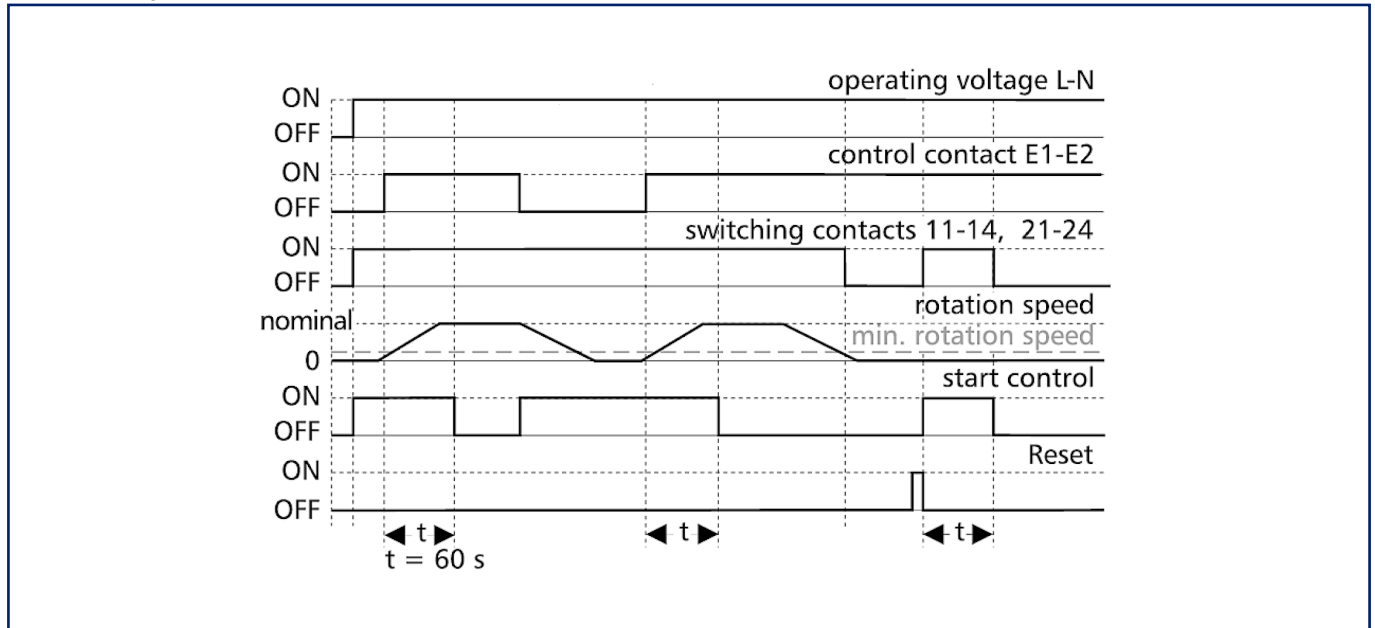 operating voltage L-N
ON
OFF
control contact E1-E2
ON
OFF
switching contacts 11-14, 21-24
ON
OFF
rotation speed
nominal
min. rotation speed
0
start control
ON
OFF
Reset
ON
OFF
t t t
t = 60 s